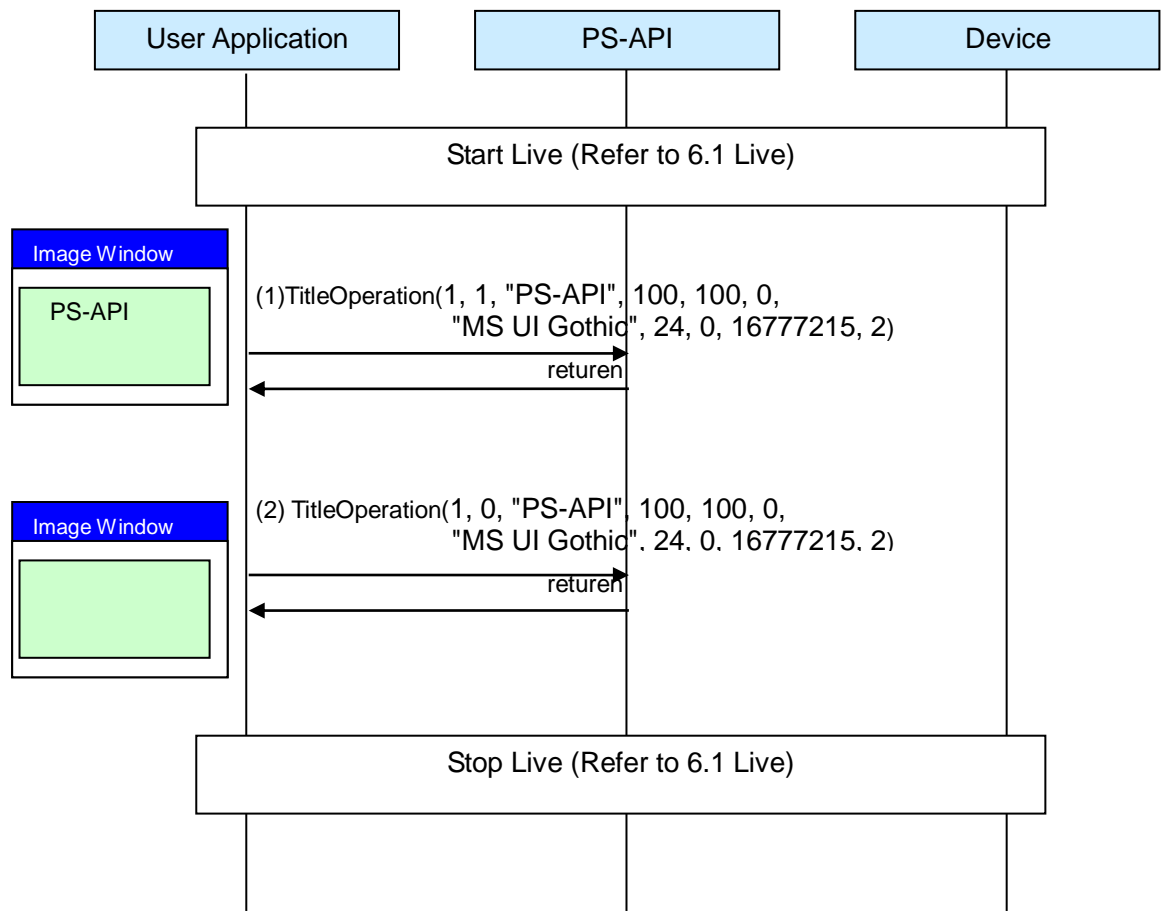 User Application
PS-API
Device
Start Live (Refer to 6.1 Live)
Image Window
PS-API
(1)TitleOperation(1, 1, "PS-API", 100, 100, 0,
"MS UI Gothic", 24, 0, 16777215, 2)
returen
Image Window
(2) TitleOperation(1, 0, "PS-API", 100, 100, 0,
"MS UI Gothic", 24, 0, 16777215, 2)
returen
Stop Live (Refer to 6.1 Live)